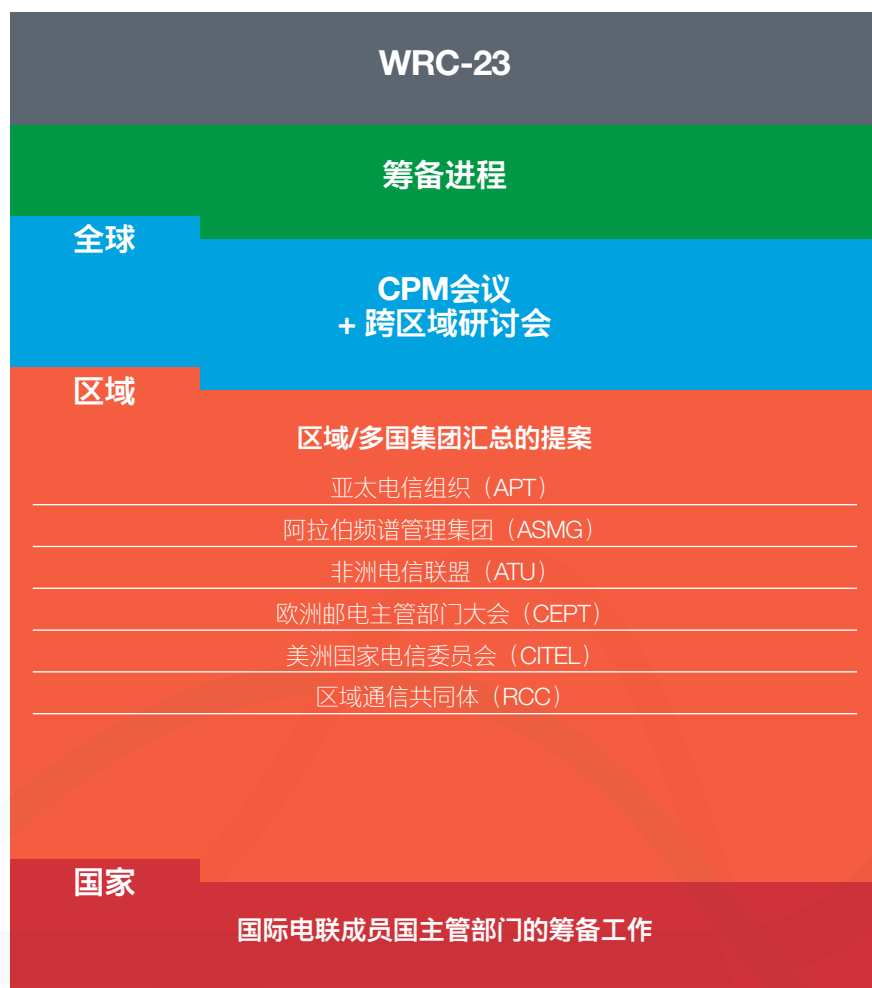 WRC-23
筹备进程
全球
CPM会议
+ 跨区域研讨会
区域
区域/多国集团汇总的提案
亚太电信组织（APT）
阿拉伯频谱管理集团（ASMG）
非洲电信联盟（ATU）
欧洲邮电主管部门大会（CEPT）
美洲国家电信委员会（CITEL）
区域通信共同体（RCC）
国家
国际电联成员国主管部门的筹备工作